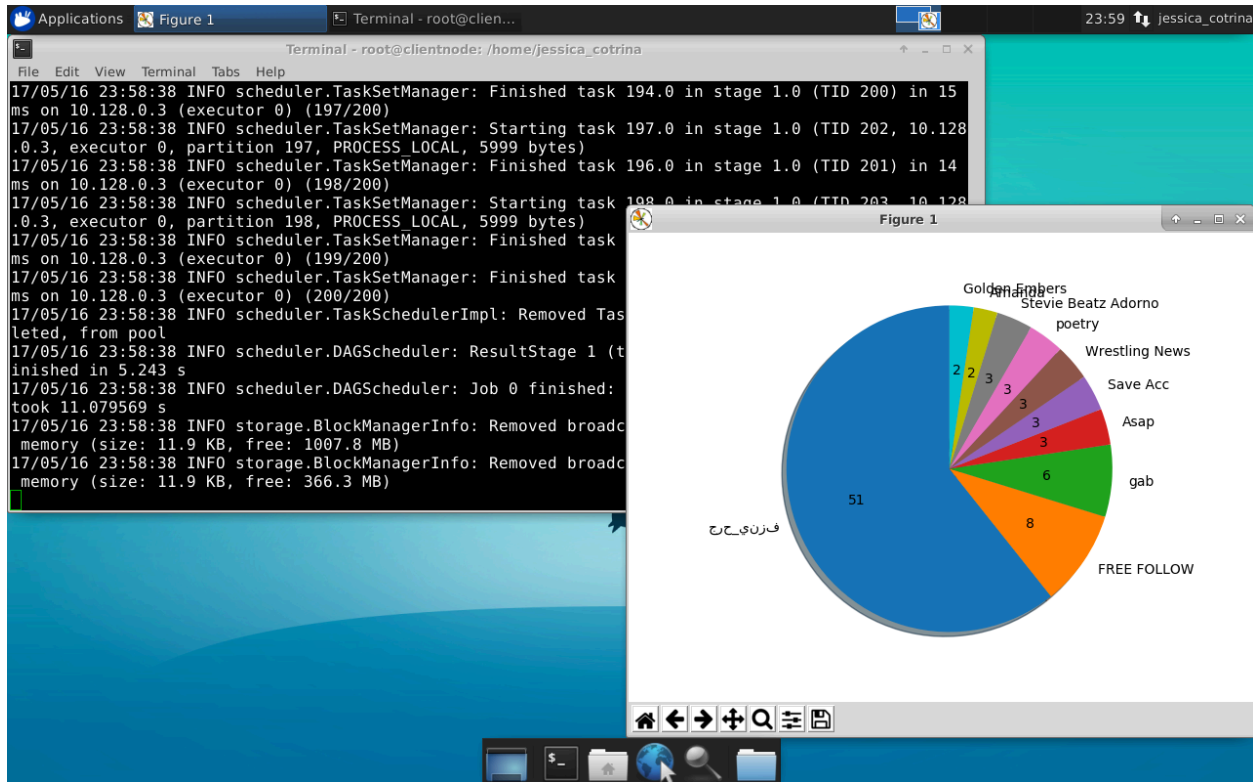 Applications
Figure 1
Terminal - root@clien...
23:59
jessica_cotrina
Terminal - root@clientnode: /home/jessica_cotrina
File Edit View Terminal Tabs Help
17/05/16 23:58:38 INFO scheduler.TaskSetManager: Finished task 194.0 in stage 1.0 (TID 200) in 15
ms on 10.128.0.3 (executor 0) (197/200)
17/05/16 23:58:38 INFO scheduler.TaskSetManager: Starting task 197.0 in stage 1.0 (TID 202, 10.128
.0.3, executor 0, partition 197, PROCESS_LOCAL, 5999 bytes)
17/05/16 23:58:38 INFO scheduler.TaskSetManager: Finished task 196.0 in stage 1.0 (TID 201) in 14
ms on 10.128.0.3 (executor 0) (198/200)
17/05/16 23:58:38 INFO scheduler.TaskSetManager: Starting task 198.0 in stage 1.0 (TID 203, 10.128
.0.3, executor 0, partition 198, PROCESS_LOCAL, 5999 bytes)
17/05/16 23:58:38 INFO scheduler.TaskSetManager: Finished task
ms on 10.128.0.3 (executor 0) (199/200)
17/05/16 23:58:38 INFO scheduler.TaskSetManager: Finished task
ms on 10.128.0.3 (executor 0) (200/200)
17/05/16 23:58:38 INFO scheduler.TaskSchedulerImpl: Removed Tas
leted, from pool
17/05/16 23:58:38 INFO scheduler.DAGScheduler: ResultStage 1 (t
inished in 5.243 s
17/05/16 23:58:38 INFO scheduler.DAGScheduler: Job 0 finished:
took 11.079569 s
17/05/16 23:58:38 INFO storage.BlockManagerInfo: Removed broadc
memory (size: 11.9 KB, free: 1007.8 MB)
17/05/16 23:58:38 INFO storage.BlockManagerInfo: Removed broadc
memory (size: 11.9 KB, free: 366.3 MB)
Figure 1
Golden Embers
Amanda
Stevie Beatz Adorno
poetry
Wrestling News
Save Acc
Asap
gab
FREE FOLLOW
فزني_حرج
2
2
3
3
3
3
3
6
8
51